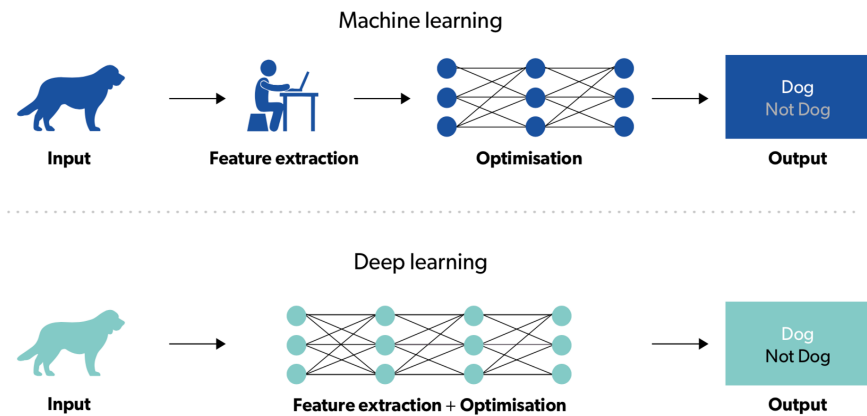 Machine learning
Input
Feature extraction
Optimisation
Dog
Not Dog
Output
Deep learning
Input
Feature extraction + Optimisation
Dog
Not Dog
Output